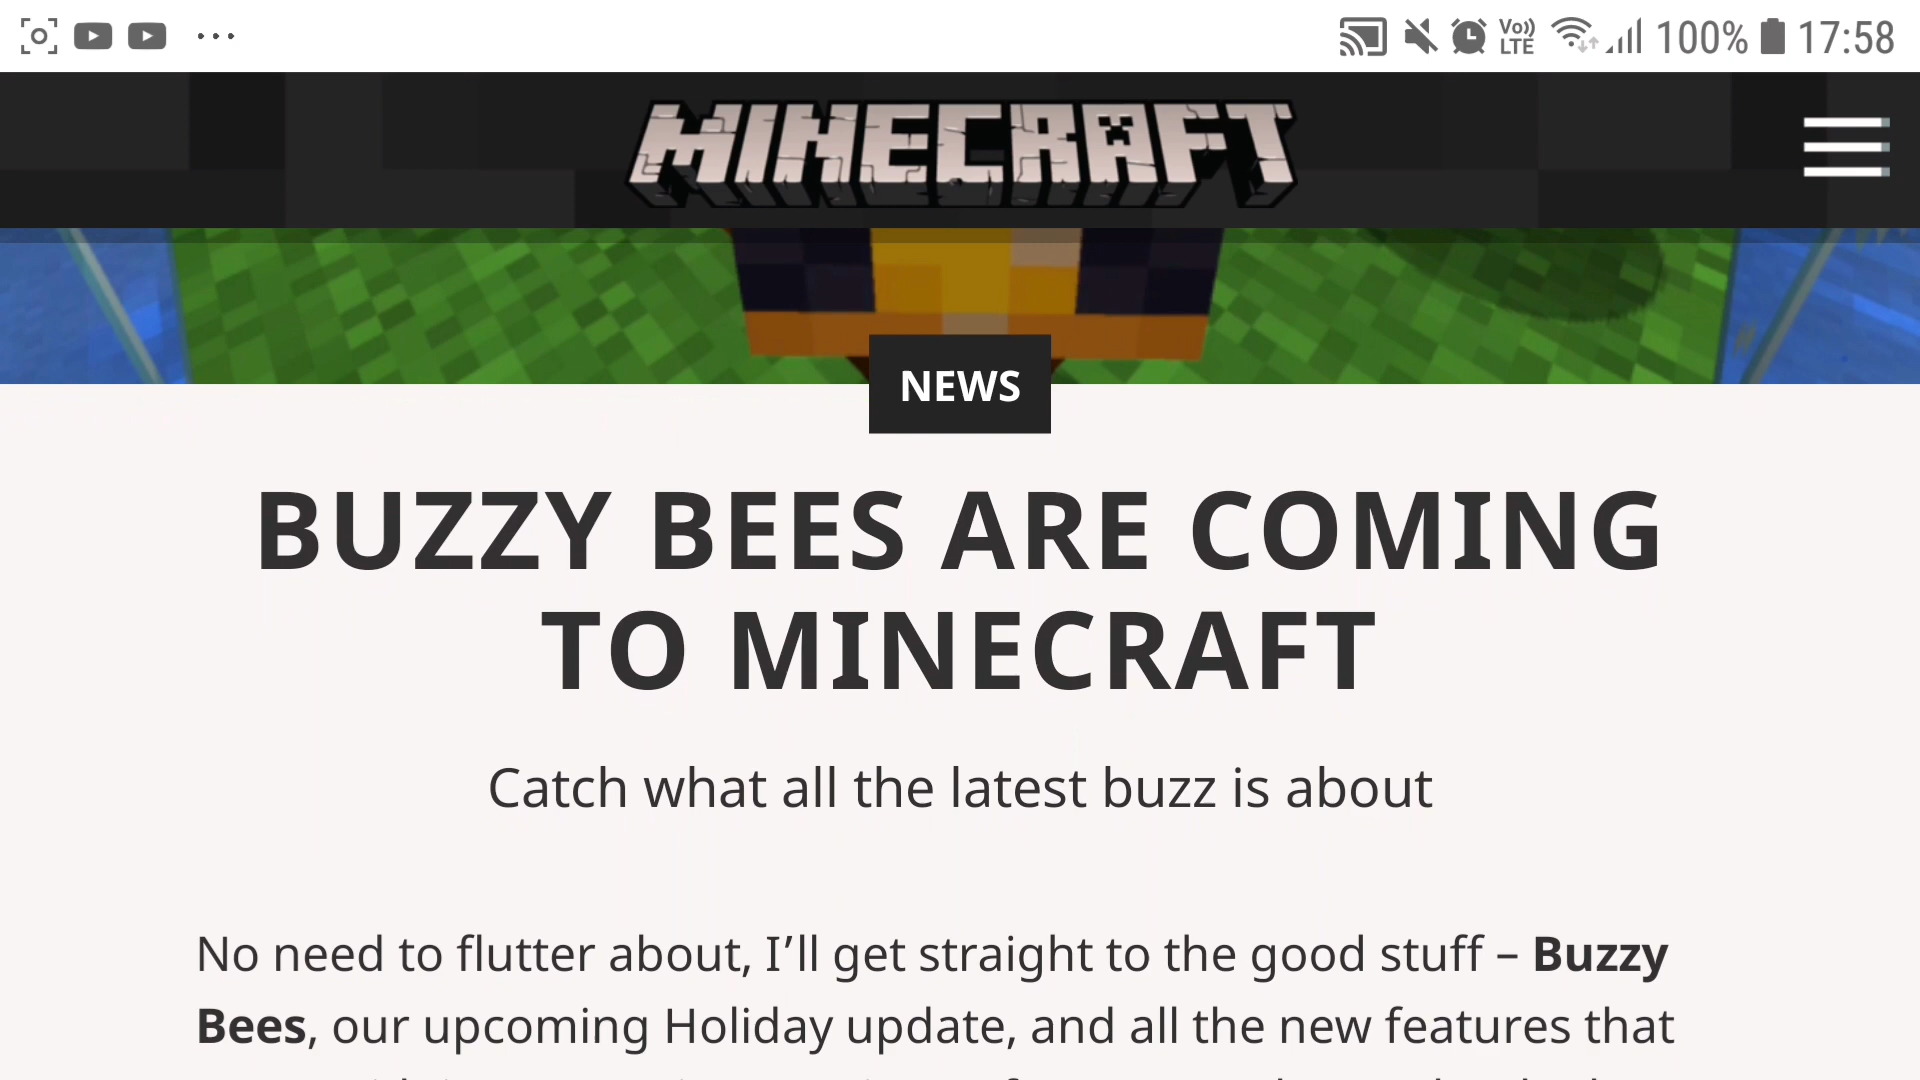 Vo)) LTE 100% 17:58
MINECRAFT
NEWS
BUZZY BEES ARE COMING
TO MINECRAFT
Catch what all the latest buzz is about
No need to flutter about, I’ll get straight to the good stuff – Buzzy
Bees, our upcoming Holiday update, and all the new features that